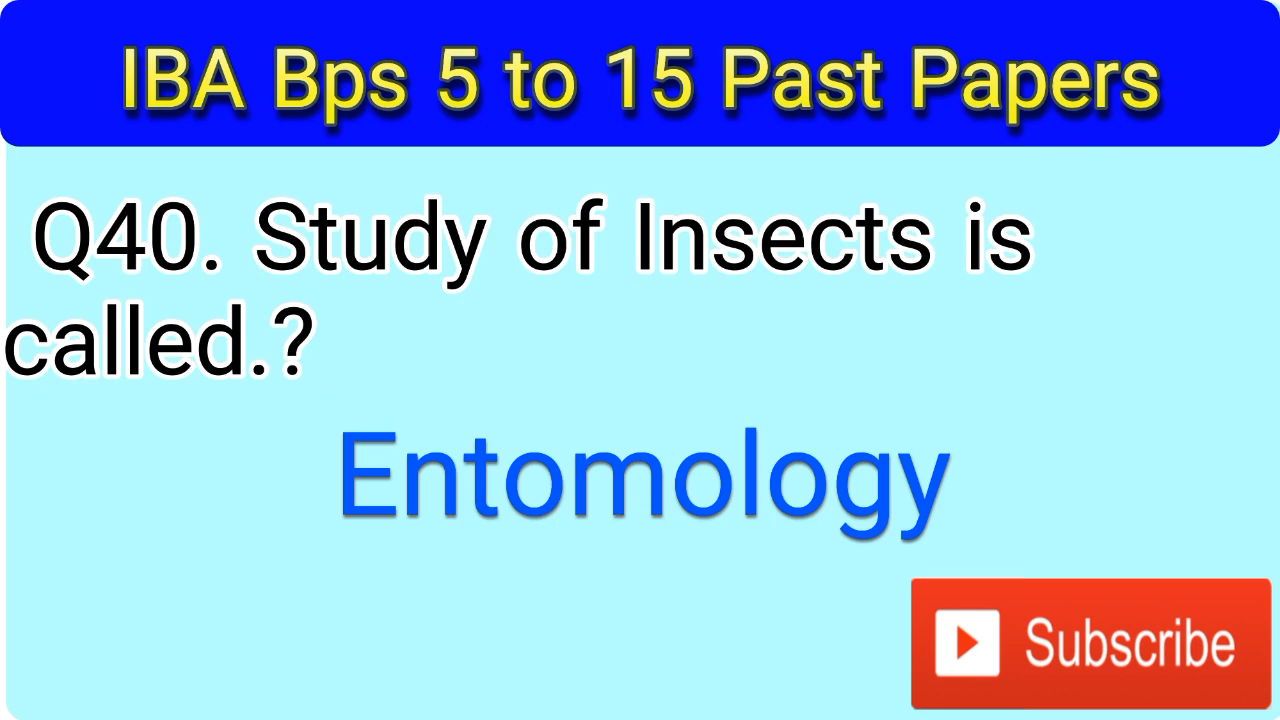 IBA Bps 5 to 15 Past Papers
Q40. Study of Insects is
called.?
Entomology
Subscribe